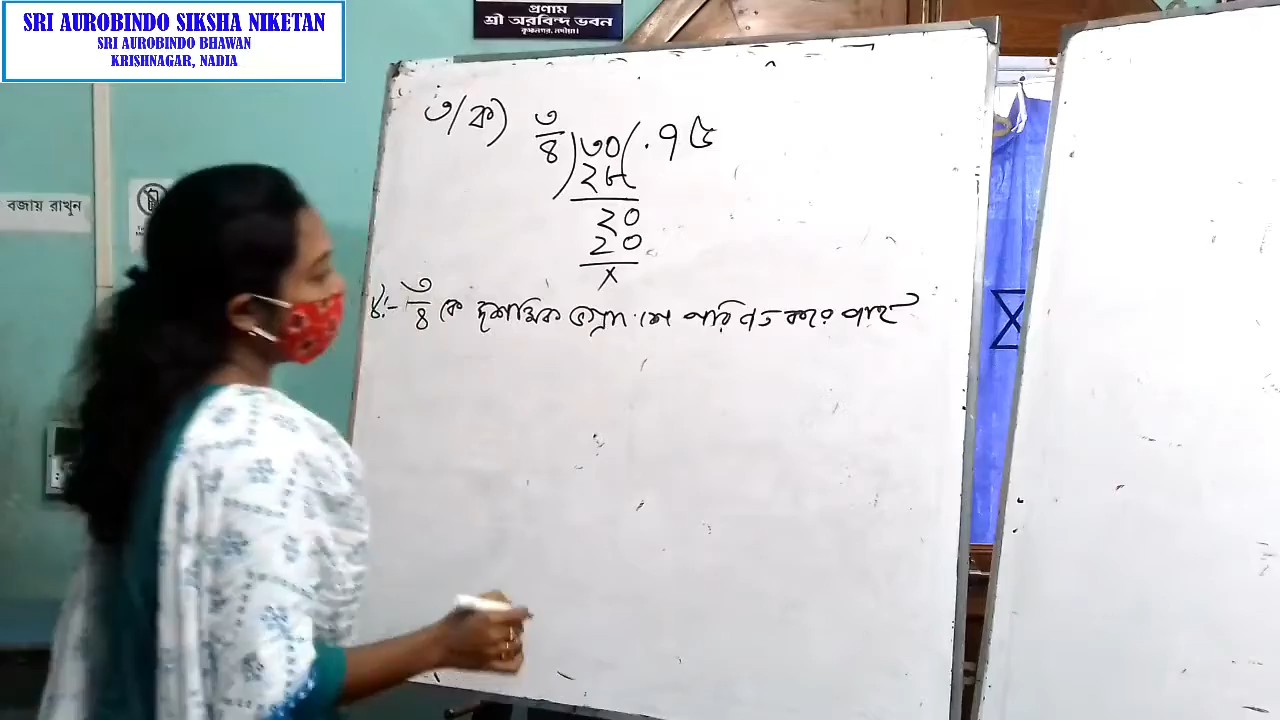 SRI AUROBINDO SIKSHA NIKETAN
SRI AUROBINDO BHAWAN
KRISHNAGAR, NADIA
প্রণাম
শ্রী অরবিন্দ ভবন
কৃষ্ণনগর, নদীয়া।
বজায় রাখুন
৩/ক) ৩/৪ ) ৩০ ( .৭৫
২৮
২০
২০
×
উঃ- ৩/৪ কে দশমিক ভগ্নাংশে পরিণত করে পাই